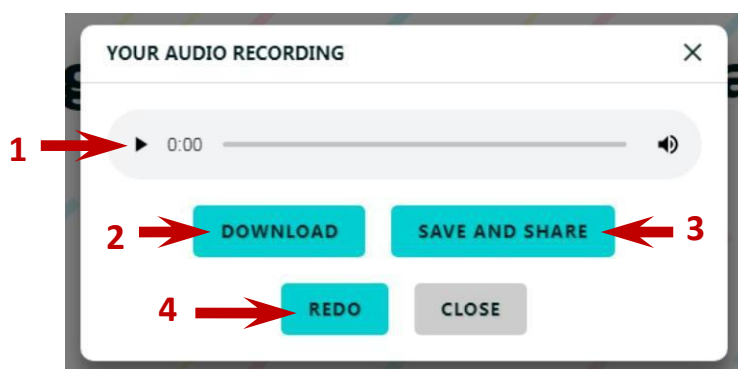 YOUR AUDIO RECORDING
1 0:00
2 DOWNLOAD SAVE AND SHARE 3
4 REDO CLOSE